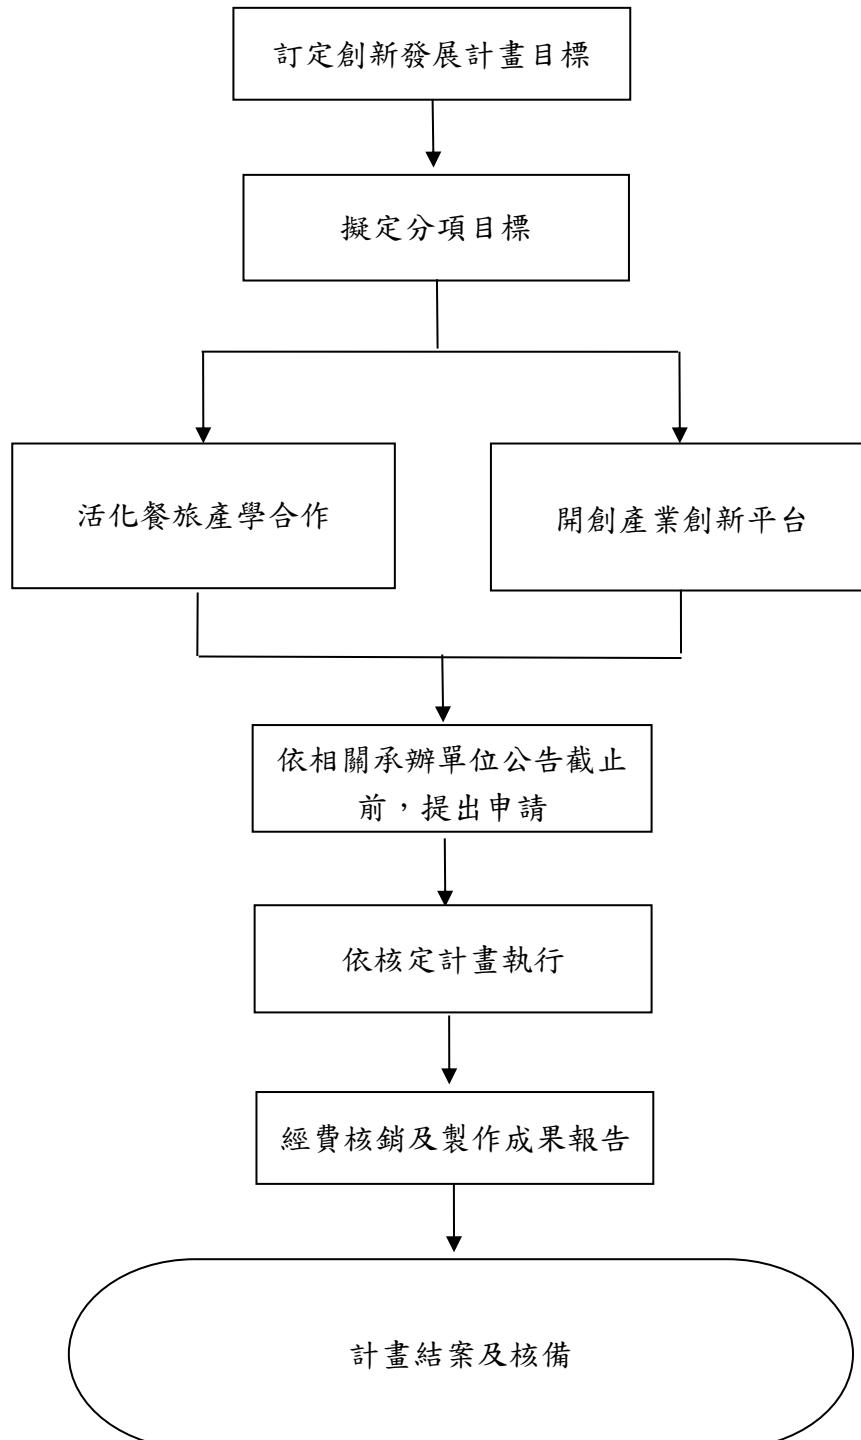 訂定創新發展計畫目標
擬定分項目標
活化餐旅產學合作
開創產業創新平台
依相關承辦單位公告截止
前，提出申請
依核定計畫執行
經費核銷及製作成果報告
計畫結案及核備